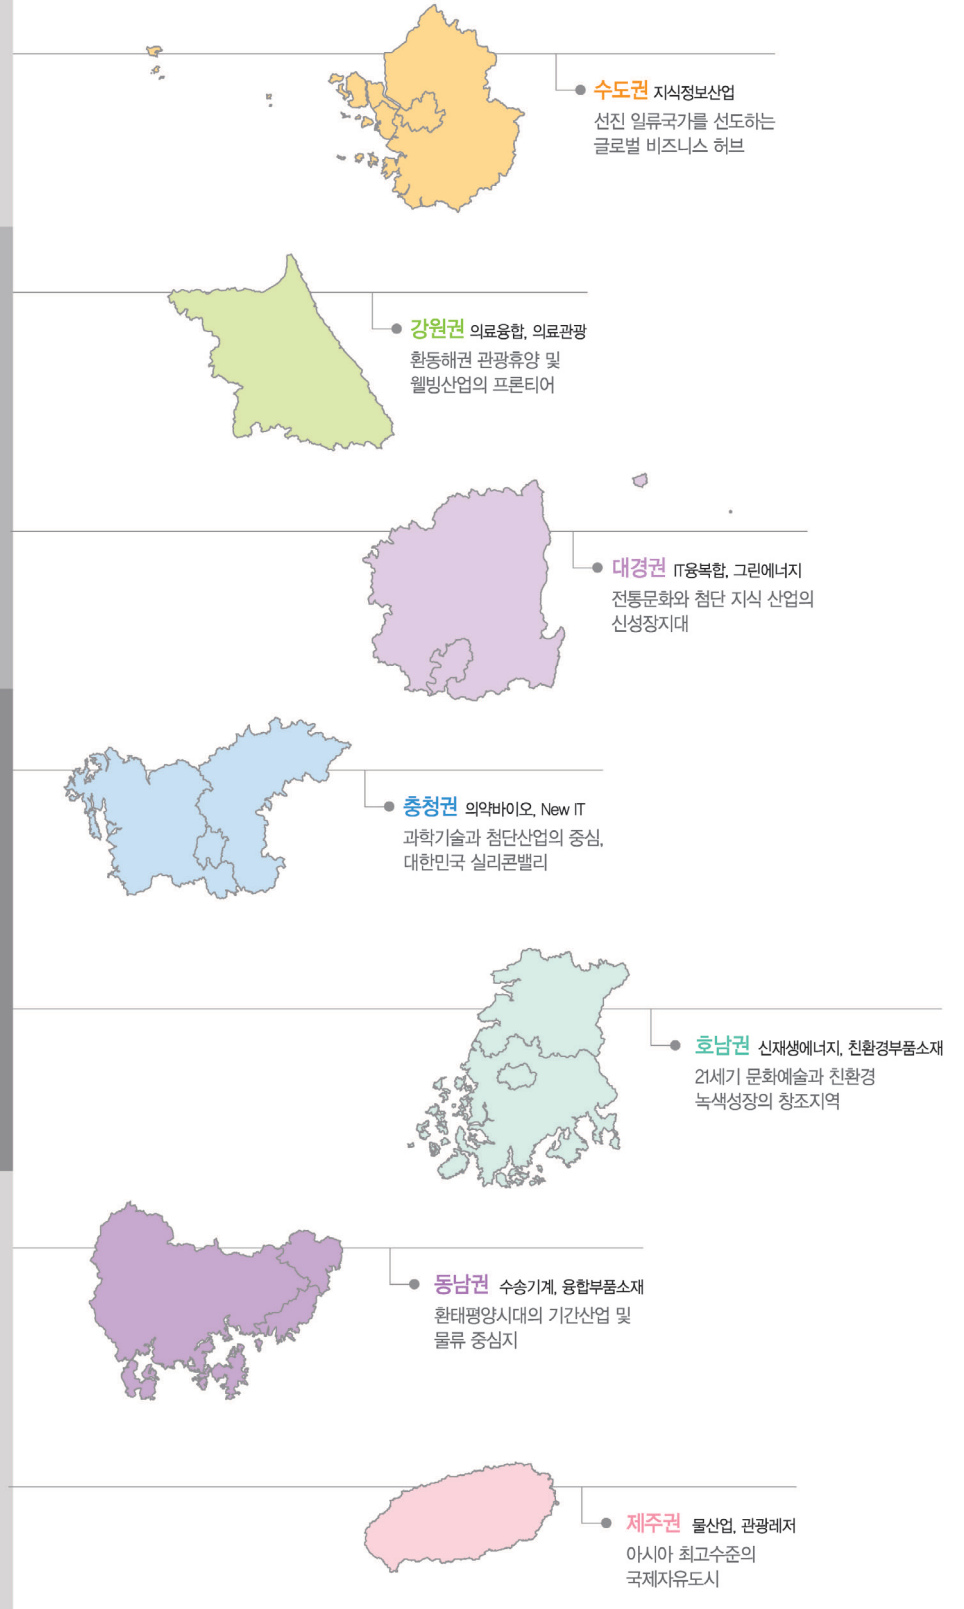 수도권 지식정보산업
선진 일류국가를 선도하는
글로벌 비즈니스 허브
강원권 의료융합, 의료관광
환동해권 관광휴양 및
웰빙산업의 프론티어
대경권 IT융복합, 그린에너지
전통문화와 첨단 지식 산업의
신성장지대
충청권 의약바이오, New IT
과학기술과 첨단산업의 중심,
대한민국 실리콘밸리
호남권 신재생에너지, 친환경부품소재
21세기 문화예술과 친환경
녹색성장의 창조지역
동남권 수송기계, 융합부품소재
환태평양시대의 기간산업 및
물류 중심지
제주권 물산업, 관광레저
아시아 최고수준의
국제자유도시